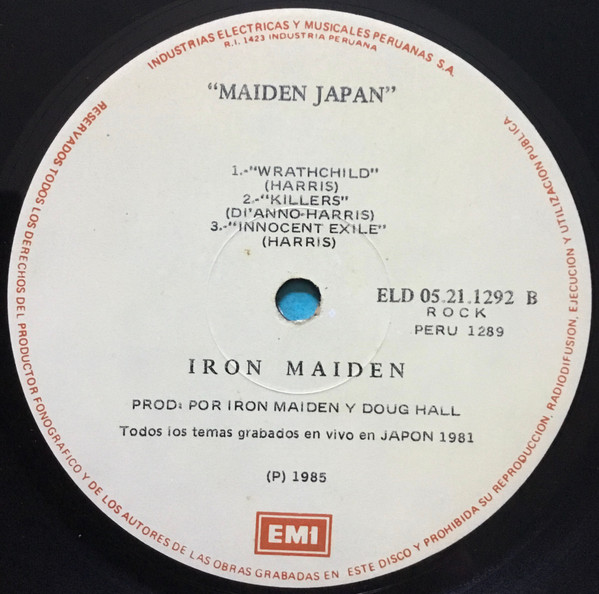 INDUSTRIAS ELECTRICAS Y MUSICALES PERUANAS S.A.
R.I. 1423 INDUSTRIA PERUANA
"MAIDEN JAPAN"
1.-"WRATHCHILD"
(HARRIS)
2.-"KILLERS"
(DI'ANNO-HARRIS)
3.-"INNOCENT EXILE"
(HARRIS)
ELD 05.21.1292 B
ROCK
PERU 1289
IRON MAIDEN
PROD: POR IRON MAIDEN Y DOUG HALL
Todos los temas grabados en vivo en JAPON 1981
(P) 1985
EMI
RESERVADOS TODOS LOS DERECHOS DEL PRODUCTOR FONOGRAFICO Y DE LOS AUTORES DE LAS OBRAS GRABADAS EN ESTE DISCO Y PROHIBIDA SU REPRODUCCION, RADIODIFUSION, EJECUCION Y UTILIZACION PUBLICA